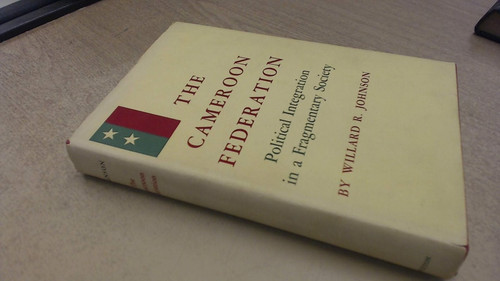 THE
CAMEROON
FEDERATION
Political Integration
in a Fragmentary Society
BY WILLARD R. JOHNSON